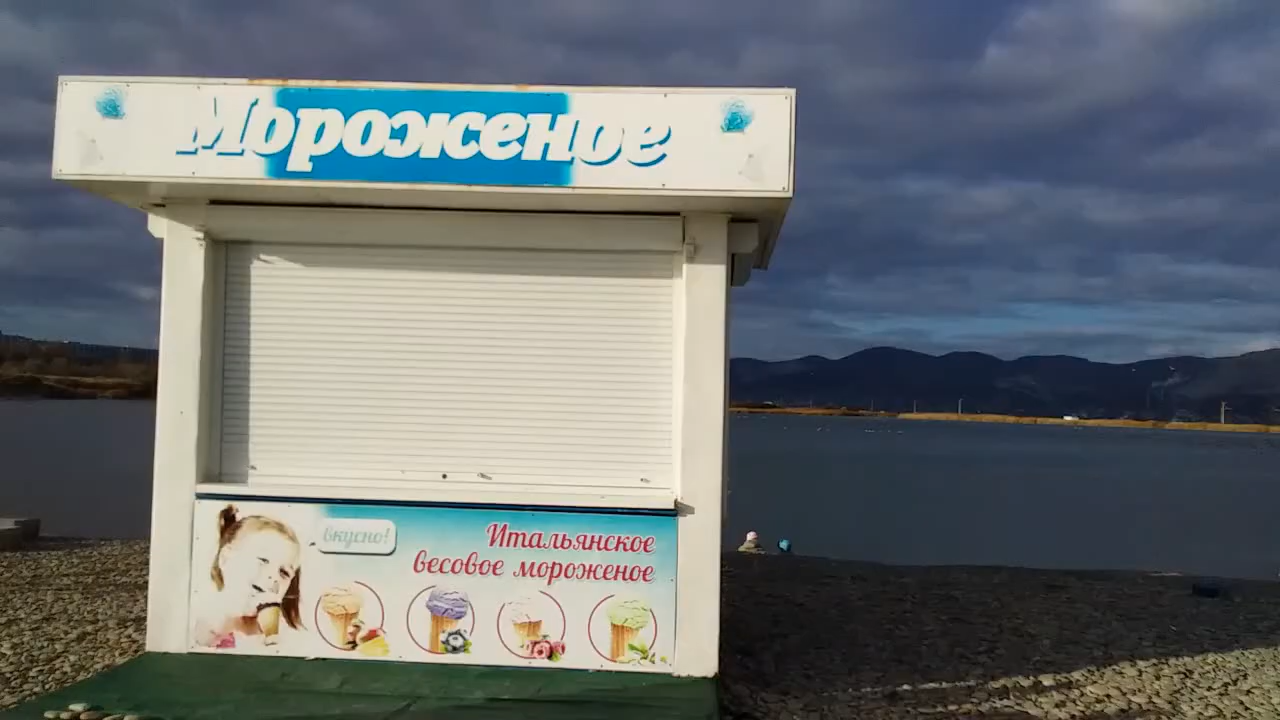 Мороженое
вкусно!
Итальянское
весовое мороженое